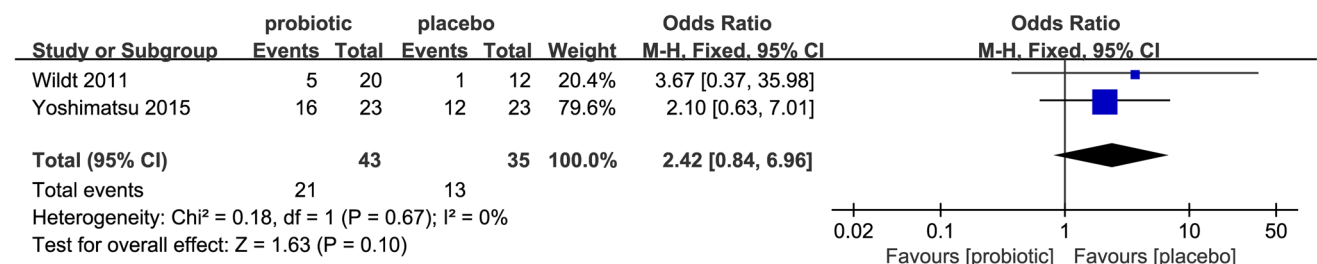 probiotic placebo Odds Ratio Odds Ratio
Study or Subgroup Events Total Events Total Weight M-H, Fixed, 95% CI M-H, Fixed, 95% CI
Wildt 2011 5 20 1 12 20.4% 3.67 [0.37, 35.98]
Yoshimatsu 2015 16 23 12 23 79.6% 2.10 [0.63, 7.01]
Total (95% CI) 43 35 100.0% 2.42 [0.84, 6.96]
Total events 21 13
Heterogeneity: Chi² = 0.18, df = 1 (P = 0.67); I² = 0%
Test for overall effect: Z = 1.63 (P = 0.10)
0.02 0.1 1 10 50
Favours [probiotic] Favours [placebo]